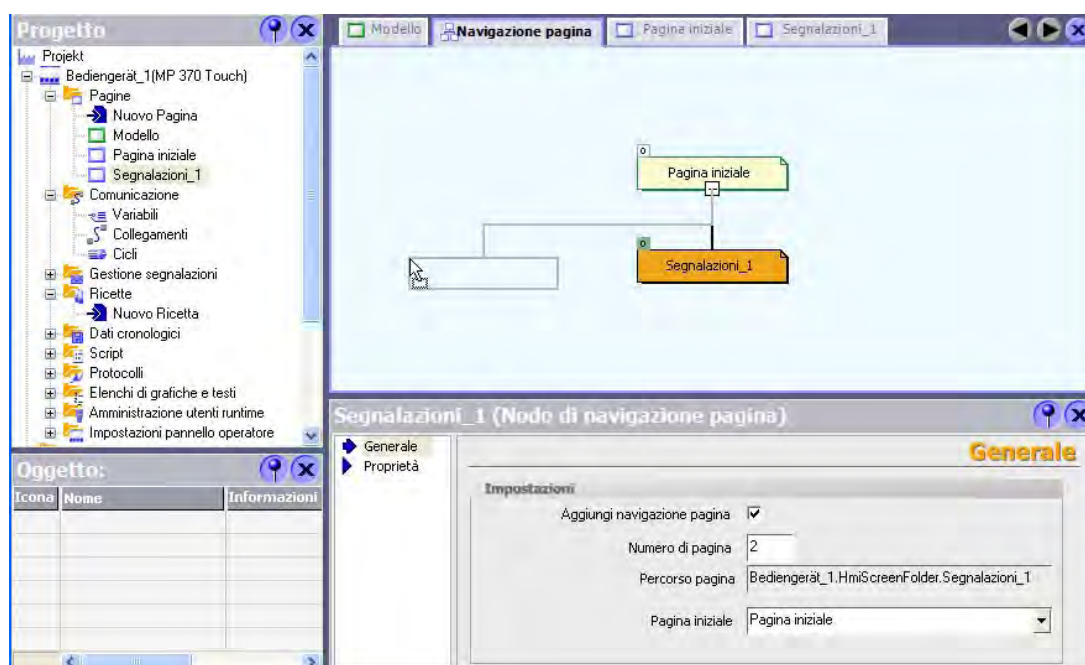 Progetto
Projekt
Bediengerät_1(MP 370 Touch)
Pagine
Nuovo Pagina
Modello
Pagina iniziale
Segnalazioni_1
Comunicazione
Variabili
Collegamenti
Cicli
Gestione segnalazioni
Ricette
Nuovo Ricetta
Dati cronologici
Script
Protocolli
Elenchi di grafiche e testi
Amministrazione utenti runtime
Impostazioni pannello operatore
Oggetto:
Icona Nome Informazioni
Modello Navigazione pagina Pagina iniziale Segnalazioni_1
Pagina iniziale
Segnalazioni_1
Segnalazioni_1 (Nodo di navigazione pagina)
Generale
Proprietà
Generale
Impostazioni
Aggiungi navigazione pagina
Numero di pagina 2
Percorso pagina Bediengerät_1.HmiScreenFolder.Segnalazioni_1
Pagina iniziale Pagina iniziale